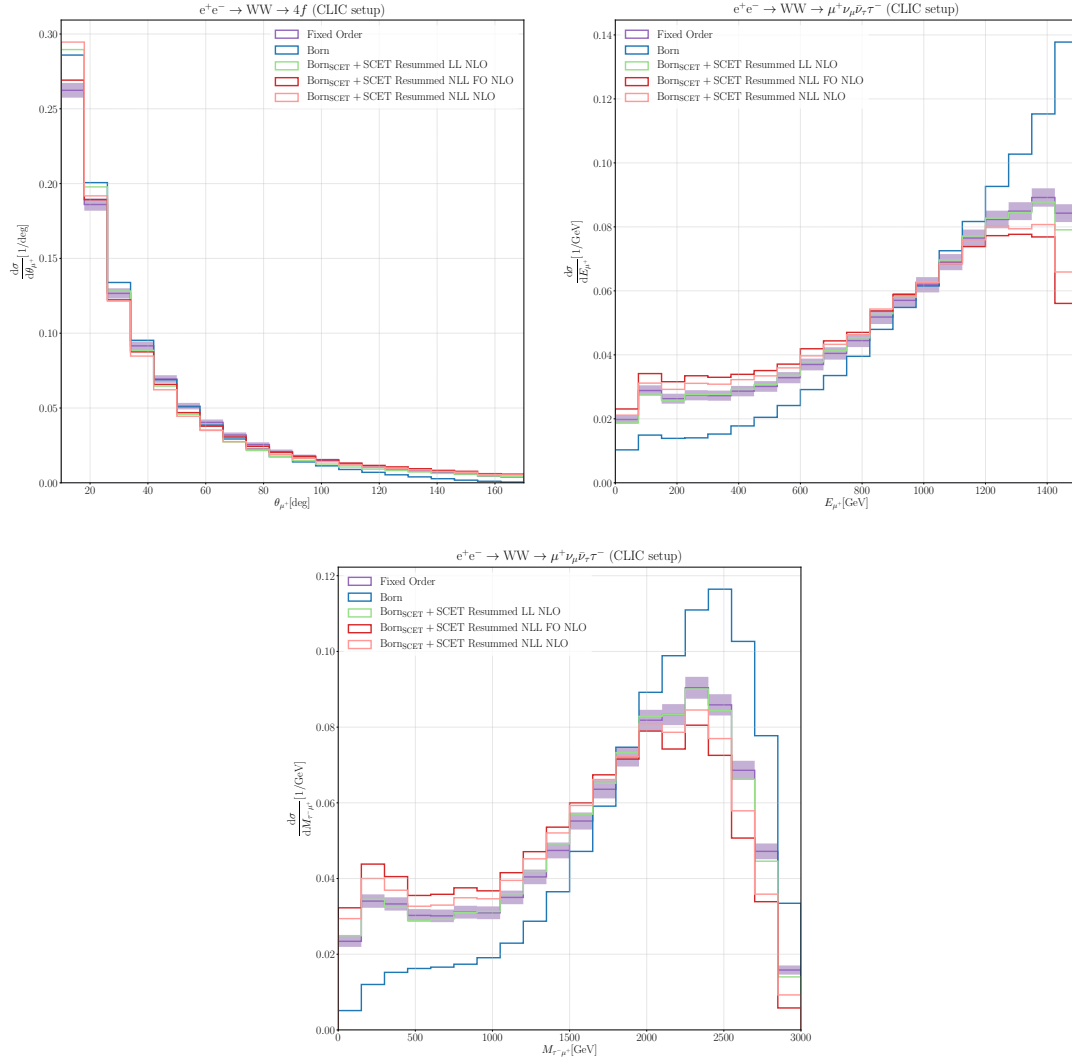 e⁺e⁻ → WW → 4f (CLIC setup)
Fixed Order
Born
Born_SCET + SCET Resummed LL NLO
Born_SCET + SCET Resummed NLL FO NLO
Born_SCET + SCET Resummed NLL NLO
dσ/dθ_μ⁺ [1/deg]
0.30
0.25
0.20
0.15
0.10
0.05
0.00
20 40 60 80 100 120 140 160
θ_μ⁺[deg]
e⁺e⁻ → WW → μ⁺ν_μν̄_ττ⁻ (CLIC setup)
Fixed Order
Born
Born_SCET + SCET Resummed LL NLO
Born_SCET + SCET Resummed NLL FO NLO
Born_SCET + SCET Resummed NLL NLO
dσ/dE_μ⁺ [1/GeV]
0.14
0.12
0.10
0.08
0.06
0.04
0.02
0.00
0 200 400 600 800 1000 1200 1400
E_μ⁺[GeV]
e⁺e⁻ → WW → μ⁺ν_μν̄_ττ⁻ (CLIC setup)
Fixed Order
Born
Born_SCET + SCET Resummed LL NLO
Born_SCET + SCET Resummed NLL FO NLO
Born_SCET + SCET Resummed NLL NLO
dσ/dM_τ⁻μ⁺ [1/GeV]
0.12
0.10
0.08
0.06
0.04
0.02
0.00
0 500 1000 1500 2000 2500 3000
M_τ⁻μ⁺[GeV]